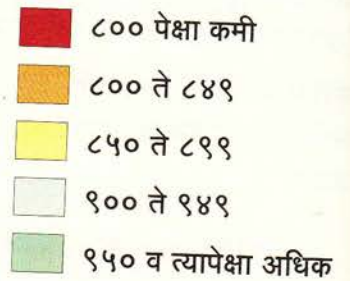 ८०० पेक्षा कमी
८०० ते ८४९
८५० ते ८९९
९०० ते ९४९
९५० व त्यापेक्षा अधिक